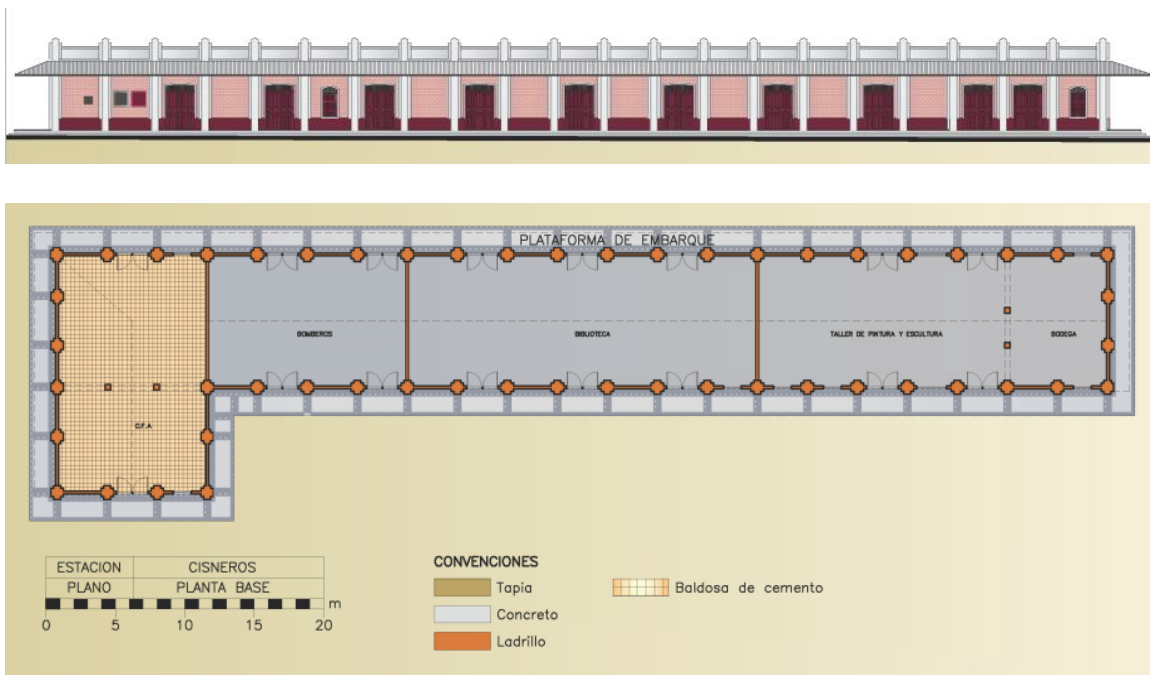 PLATAFORMA DE EMBARQUE
BOMBEROS
BIBLIOTECA
TALLER DE PINTURA Y ESCULTURA
BODEGA
C.F.A
ESTACION CISNEROS
PLANO PLANTA BASE
m
0 5 10 15 20
CONVENCIONES
Tapia
Concreto
Ladrillo
Baldosa de cemento